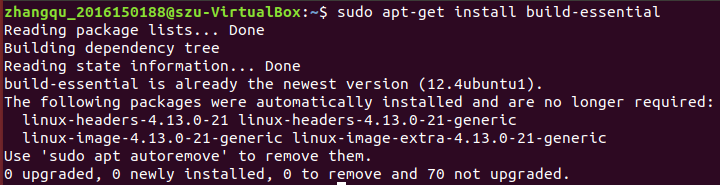 zhangqu_2016150188@szu-VirtualBox:~$ sudo apt-get install build-essential
Reading package lists... Done
Building dependency tree
Reading state information... Done
build-essential is already the newest version (12.4ubuntu1).
The following packages were automatically installed and are no longer required:
  linux-headers-4.13.0-21 linux-headers-4.13.0-21-generic
  linux-image-4.13.0-21-generic linux-image-extra-4.13.0-21-generic
Use 'sudo apt autoremove' to remove them.
0 upgraded, 0 newly installed, 0 to remove and 70 not upgraded.